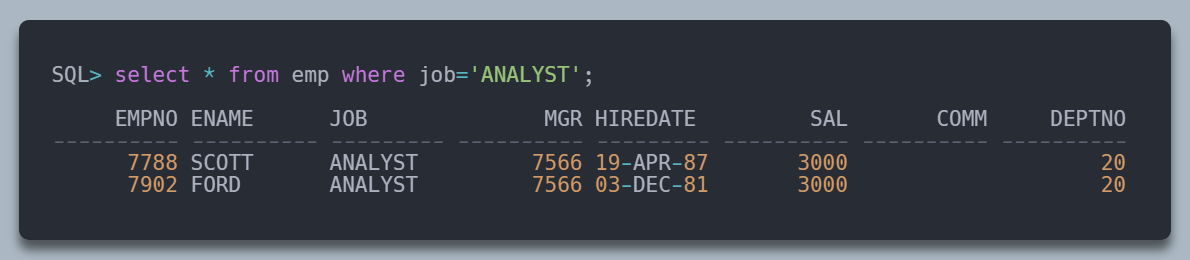 SQL> select * from emp where job='ANALYST';
     EMPNO ENAME      JOB              MGR HIREDATE         SAL       COMM     DEPTNO
---------- ---------- --------- ---------- --------- ---------- ---------- ----------
      7788 SCOTT      ANALYST         7566 19-APR-87       3000                    20
      7902 FORD       ANALYST         7566 03-DEC-81       3000                    20